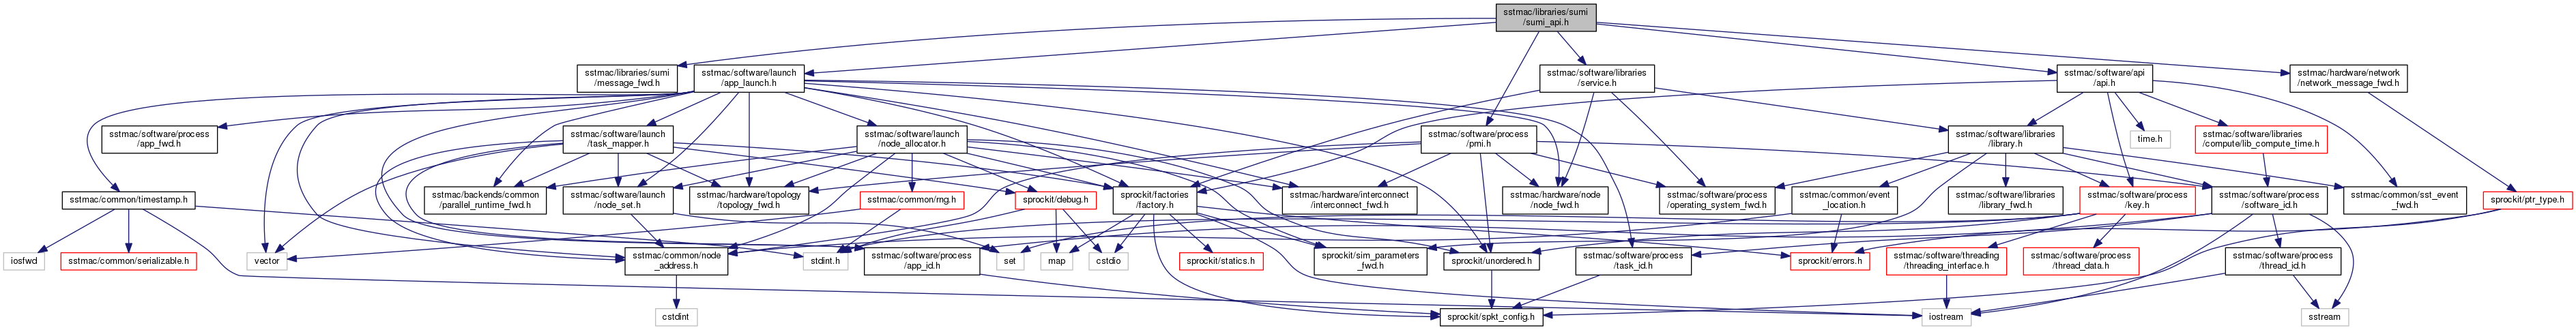 sstmac/libraries/sumi
/sumi_api.h
sstmac/libraries/sumi
/message_fwd.h
sstmac/software/launch
/app_launch.h
sstmac/software/libraries
/service.h
sstmac/software/api
/api.h
sstmac/hardware/network
/network_message_fwd.h
sstmac/software/process
/app_fwd.h
sstmac/software/launch
/task_mapper.h
sstmac/software/launch
/node_allocator.h
sstmac/software/process
/pmi.h
sstmac/software/libraries
/library.h
time.h
sstmac/software/libraries
/compute/lib_compute_time.h
sstmac/common/timestamp.h
sstmac/backends/common
/parallel_runtime_fwd.h
sstmac/software/launch
/node_set.h
sstmac/hardware/topology
/topology_fwd.h
sstmac/common/rng.h
sprockit/debug.h
sprockit/factories
/factory.h
sstmac/hardware/interconnect
/interconnect_fwd.h
sstmac/hardware/node
/node_fwd.h
sstmac/software/process
/operating_system_fwd.h
sstmac/common/event
_location.h
sstmac/software/libraries
/library_fwd.h
sstmac/software/process
/key.h
sstmac/software/process
/software_id.h
sstmac/common/sst_event
_fwd.h
sprockit/ptr_type.h
iosfwd
sstmac/common/serializable.h
vector
sstmac/common/node
_address.h
stdint.h
sstmac/software/process
/app_id.h
set
map
cstdio
sprockit/statics.h
sprockit/sim_parameters
_fwd.h
sprockit/unordered.h
sstmac/software/process
/task_id.h
sprockit/errors.h
sstmac/software/threading
/threading_interface.h
sstmac/software/process
/thread_data.h
sstmac/software/process
/thread_id.h
cstdint
sprockit/spkt_config.h
iostream
sstream